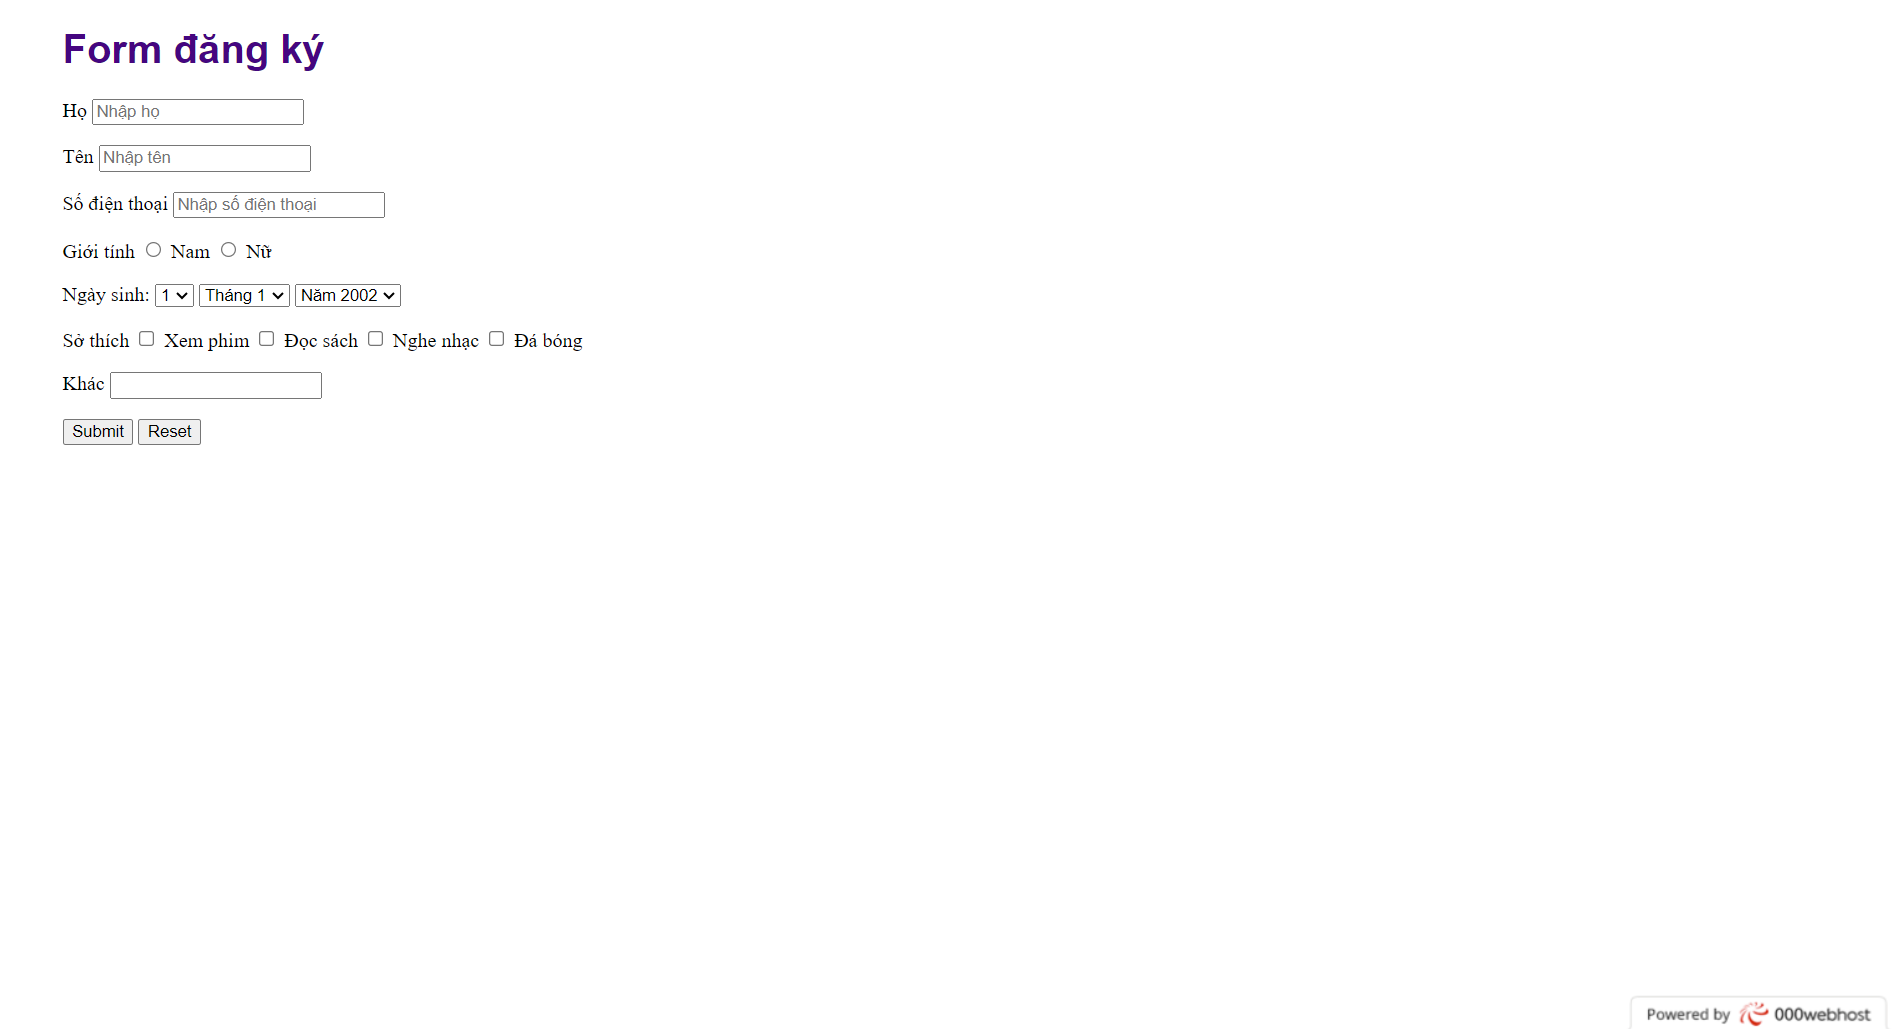 Form đăng ký
Họ Nhập họ
Tên Nhập tên
Số điện thoại Nhập số điện thoại
Giới tính Nam Nữ
Ngày sinh: 1 Tháng 1 Năm 2002
Sở thích Xem phim Đọc sách Nghe nhạc Đá bóng
Khác
Submit Reset
Powered by 000webhost